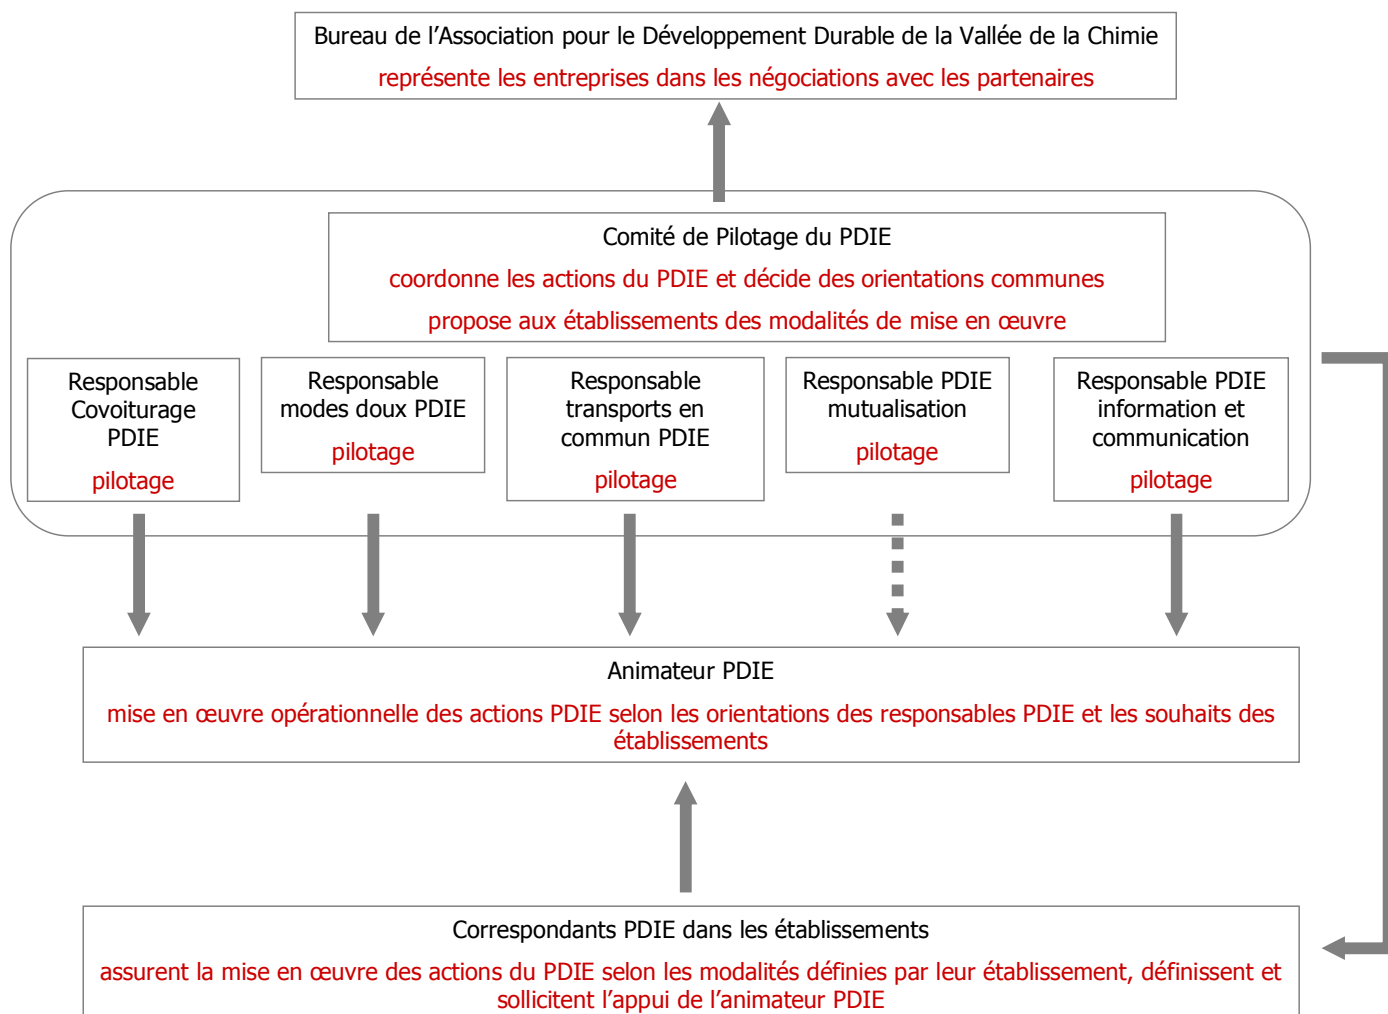 Bureau de l’Association pour le Développement Durable de la Vallée de la Chimie
représente les entreprises dans les négociations avec les partenaires
Comité de Pilotage du PDIE
coordonne les actions du PDIE et décide des orientations communes
propose aux établissements des modalités de mise en œuvre
Responsable
Covoiturage
PDIE
pilotage
Responsable
modes doux PDIE
pilotage
Responsable
transports en
commun PDIE
pilotage
Responsable PDIE
mutualisation
pilotage
Responsable PDIE
information et
communication
pilotage
Animateur PDIE
mise en œuvre opérationnelle des actions PDIE selon les orientations des responsables PDIE et les souhaits des
établissements
Correspondants PDIE dans les établissements
assurent la mise en œuvre des actions du PDIE selon les modalités définies par leur établissement, définissent et
sollicitent l’appui de l’animateur PDIE